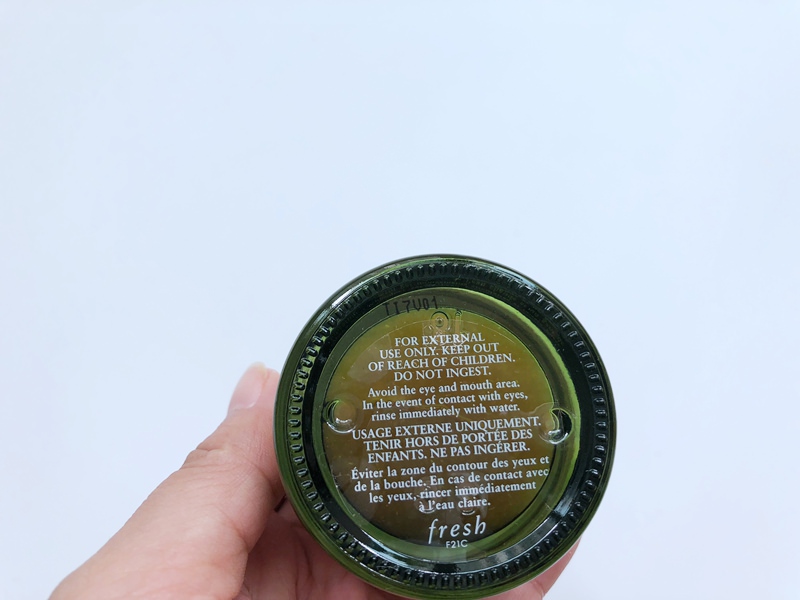 117V01
FOR EXTERNAL
USE ONLY. KEEP OUT
OF REACH OF CHILDREN.
DO NOT INGEST.
Avoid the eye and mouth area.
In the event of contact with eyes,
rinse immediately with water.
USAGE EXTERNE UNIQUEMENT.
TENIR HORS DE PORTÉE DES
ENFANTS. NE PAS INGÉRER.
Éviter la zone du contour des yeux et
de la bouche. En cas de contact avec
les yeux, rincer immédiatement
à l'eau claire.
fresh
F21C